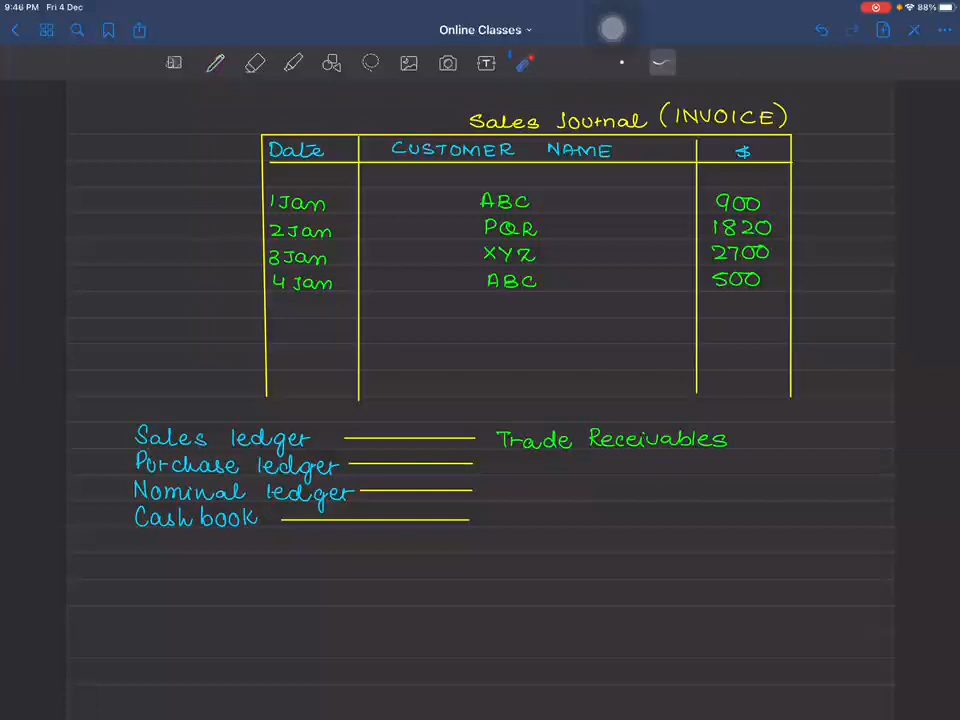 9:46 PM Fri 4 Dec 88%
Online Classes
Sales Journal (INVOICE)
Date CUSTOMER NAME $
1 Jan ABC 900
2 Jan PQR 1820
3 Jan XYZ 2700
4 Jan ABC 500
Sales ledger Trade Receivables
Purchase ledger
Nominal ledger
Cash book